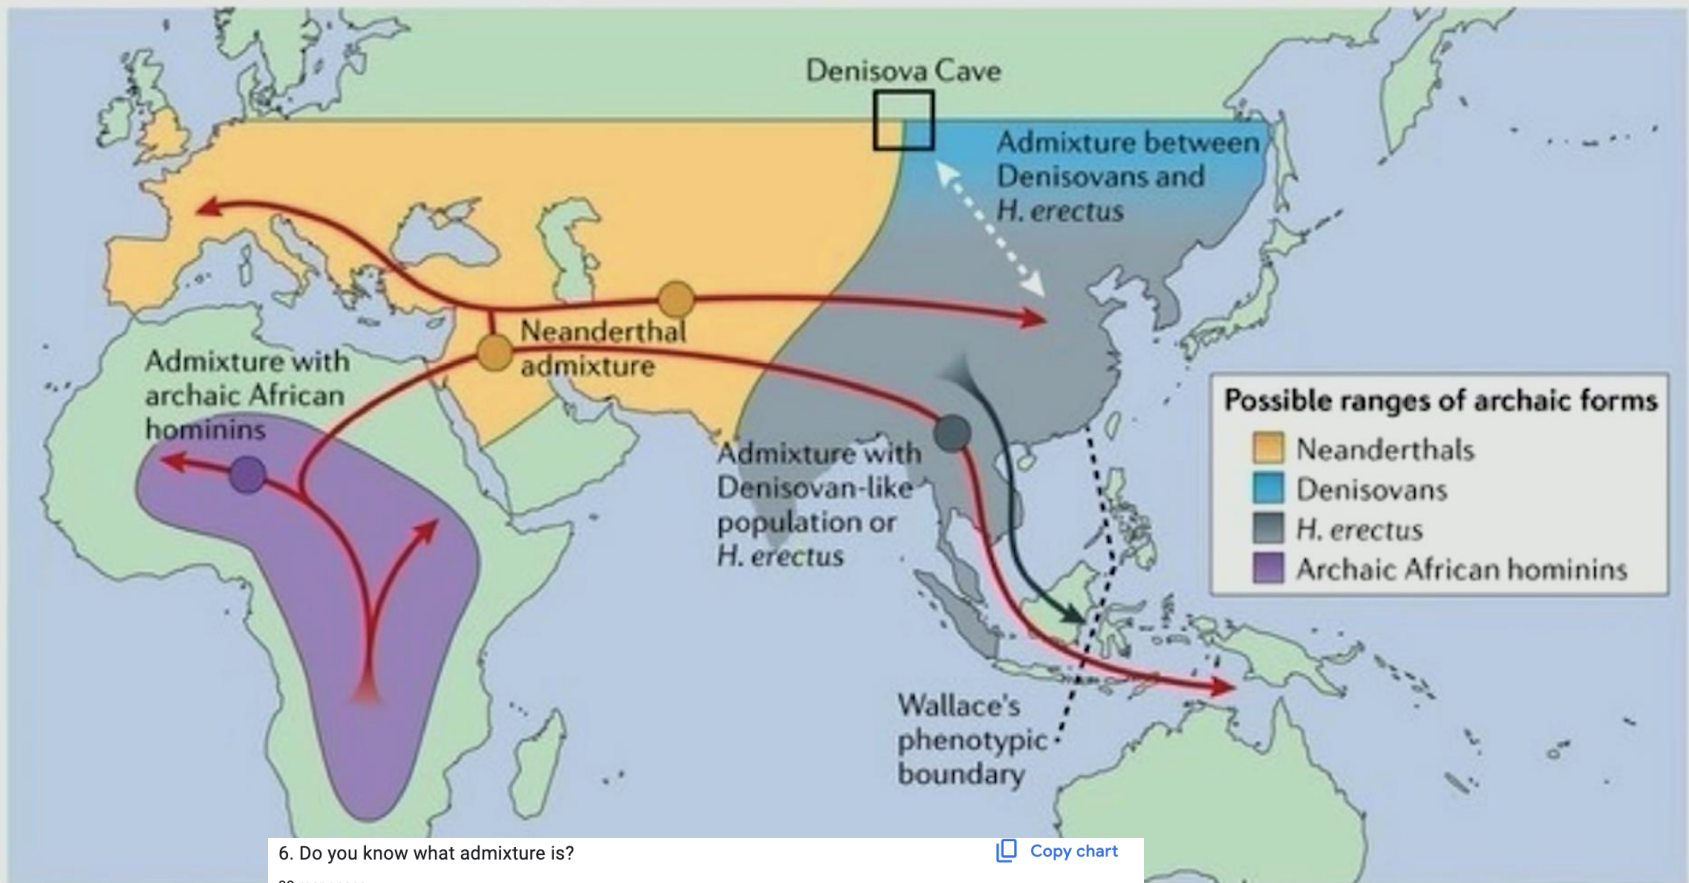 Denisova Cave
Admixture between
Denisovans and
H. erectus
Neanderthal
admixture
Admixture with
archaic African
hominins
Admixture with
Denisovan-like
population or
H. erectus
Possible ranges of archaic forms
Neanderthals
Denisovans
H. erectus
Archaic African hominins
Wallace's
phenotypic
boundary
6. Do you know what admixture is?
Copy chart